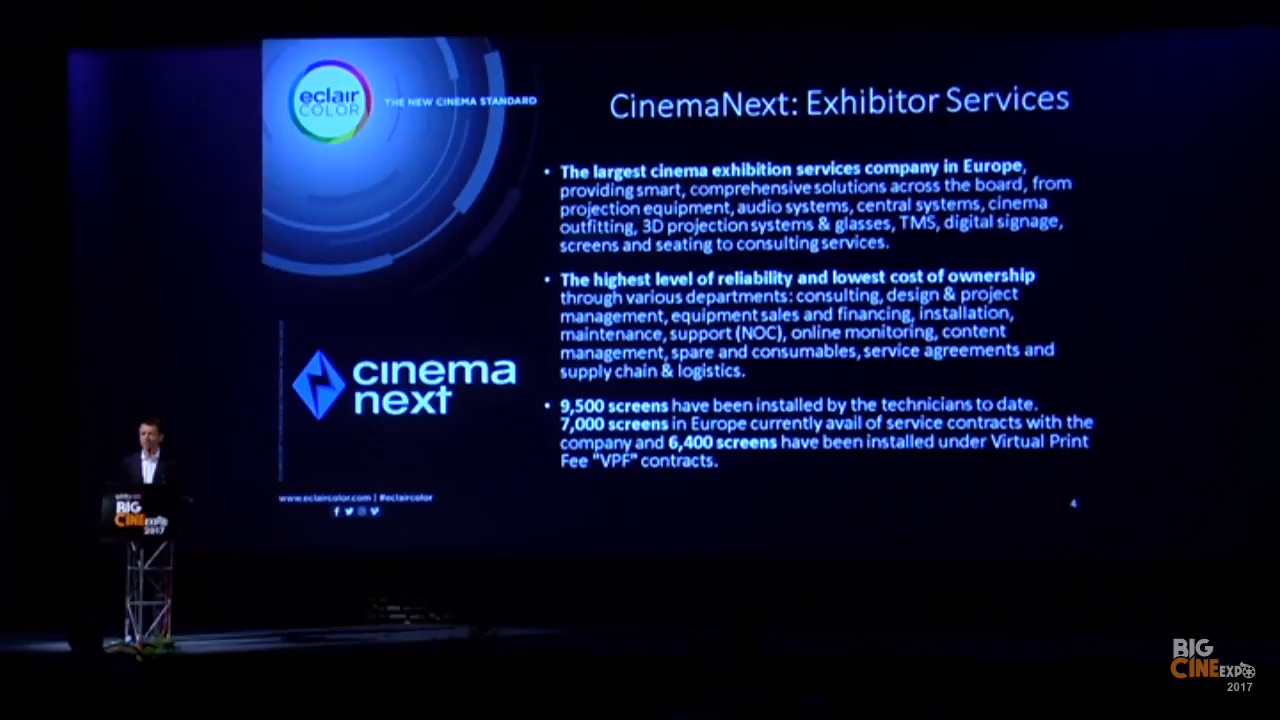 eclair
COLOR
THE NEW CINEMA STANDARD
CinemaNext: Exhibitor Services
• The largest cinema exhibition services company in Europe,
providing smart, comprehensive solutions across the board, from
projection equipment, audio systems, central systems, cinema
outfitting, 3D projection systems & glasses, TMS, digital signage,
screens and seating to consulting services.
• The highest level of reliability and lowest cost of ownership
through various departments: consulting, design & project
management, equipment sales and financing, installation,
maintenance, support (NOC), online monitoring, content
management, spare and consumables, service agreements and
supply chain & logistics.
• 9,500 screens have been installed by the technicians to date.
7,000 screens in Europe currently avail of service contracts with the
company and 6,400 screens have been installed under Virtual Print
Fee "VPF" contracts.
cinema
next
www.eclaircolor.com | #eclaircolor
4
BIG
CINE EXPO
2017
BIG
CINE EXPO
2017